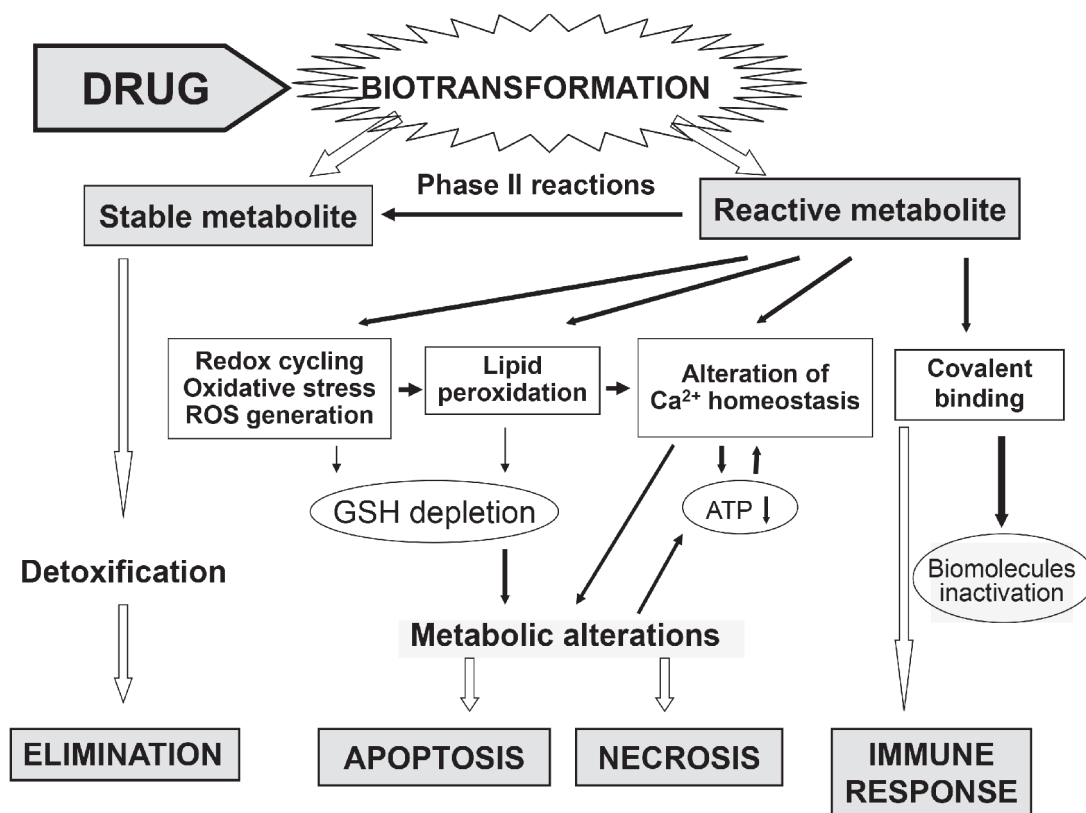 DRUG
BIOTRANSFORMATION
Phase II reactions
Stable metabolite
Reactive metabolite
Redox cycling
Oxidative stress
ROS generation
Lipid
peroxidation
Alteration of
Ca²⁺ homeostasis
Covalent
binding
GSH depletion
ATP
Biomolecules
inactivation
Detoxification
Metabolic alterations
ELIMINATION
APOPTOSIS
NECROSIS
IMMUNE
RESPONSE